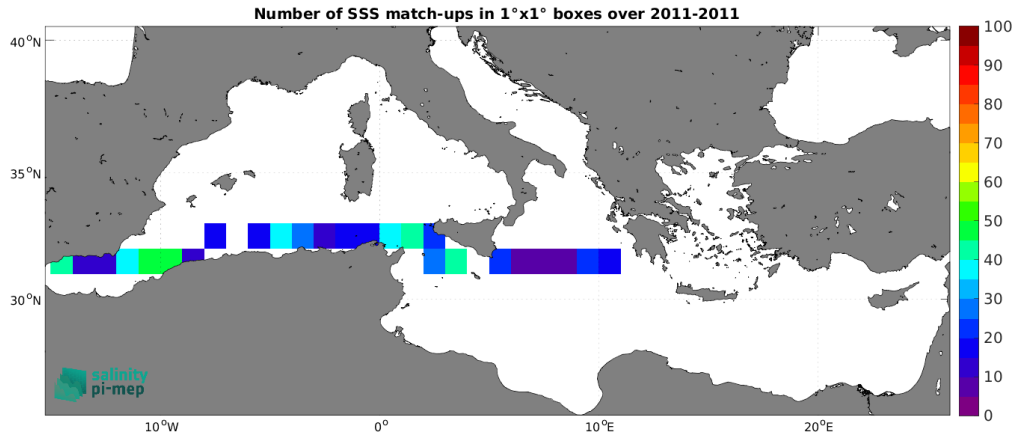 Number of SSS match-ups in 1°x1° boxes over 2011-2011
40°N
35°N
30°N
10°W
0°
10°E
20°E
100
90
80
70
60
50
40
30
20
10
0
salinity
pi-mep